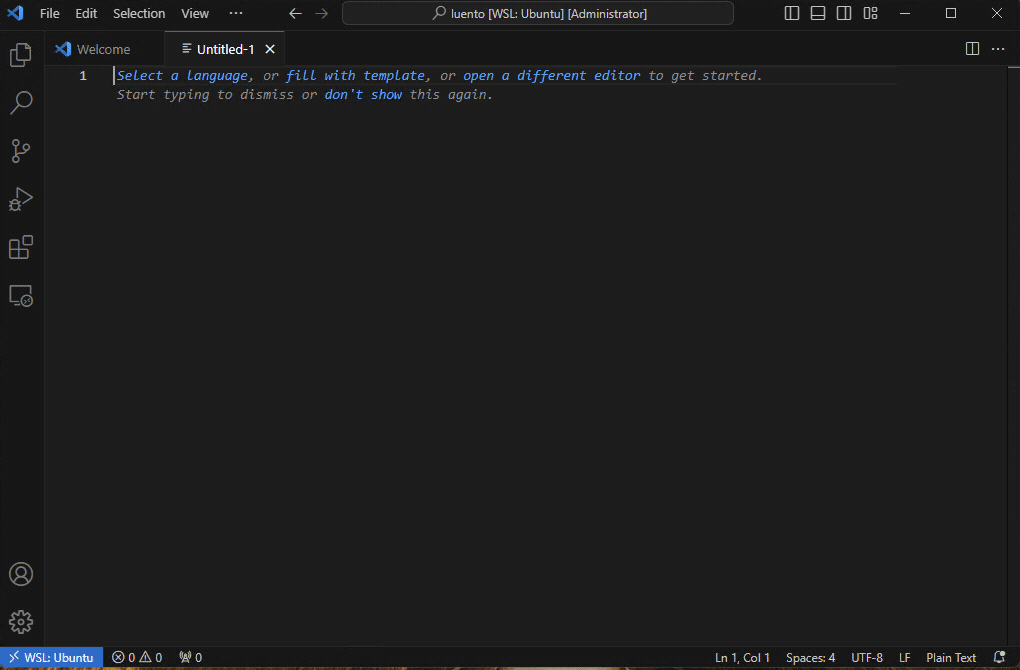 File Edit Selection View ··· luento [WSL: Ubuntu] [Administrator]
Welcome Untitled-1
1 Select a language, or fill with template, or open a different editor to get started.
Start typing to dismiss or don't show this again.
WSL: Ubuntu 0 0 0 Ln 1, Col 1 Spaces: 4 UTF-8 LF Plain Text